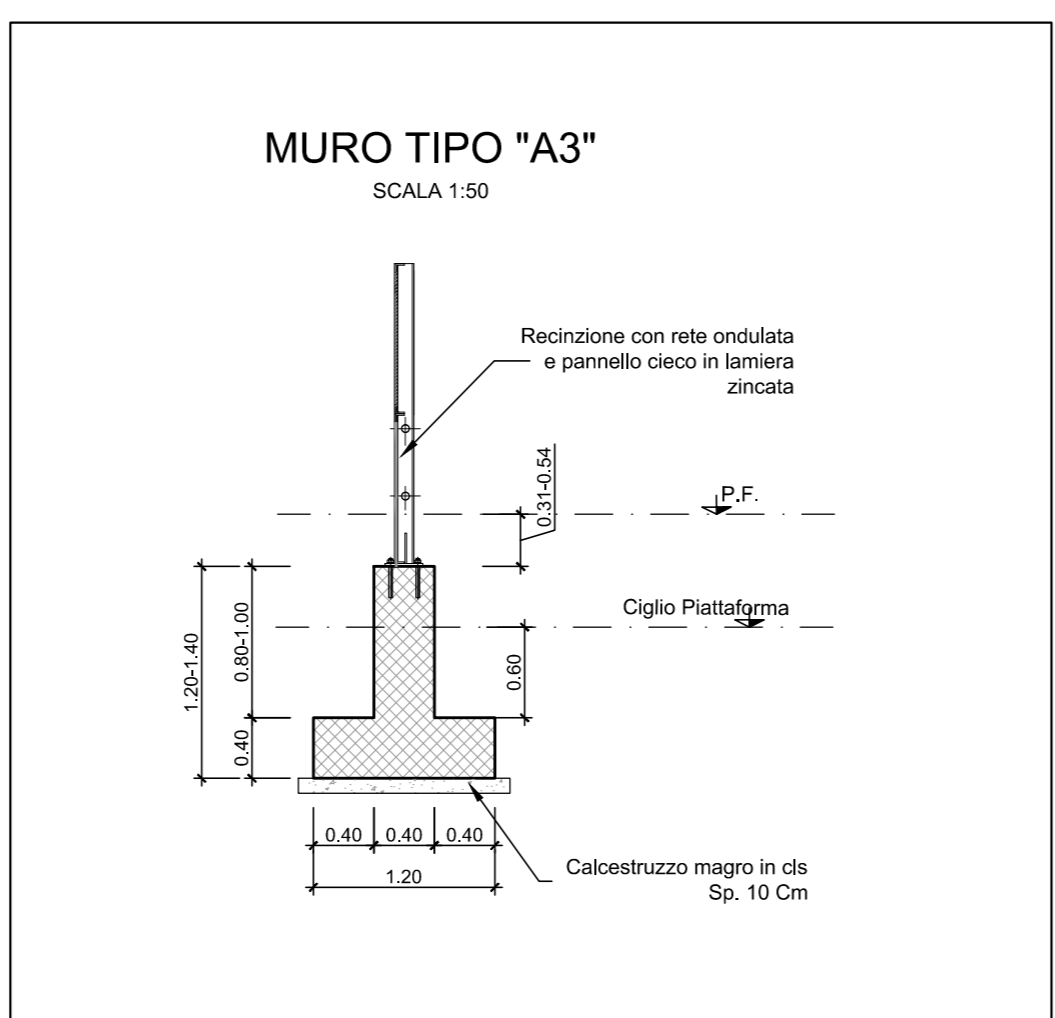 MURO TIPO "A3"
SCALA 1:50
Recinzione con rete ondulata
e pannello cieco in lamiera
zincata
0.31-0.54
P.F.
Ciglio Piattaforma
1.20-1.40
0.80-1.00
0.60
0.40
0.40 0.40 0.40
1.20
Calcestruzzo magro in cls
Sp. 10 Cm